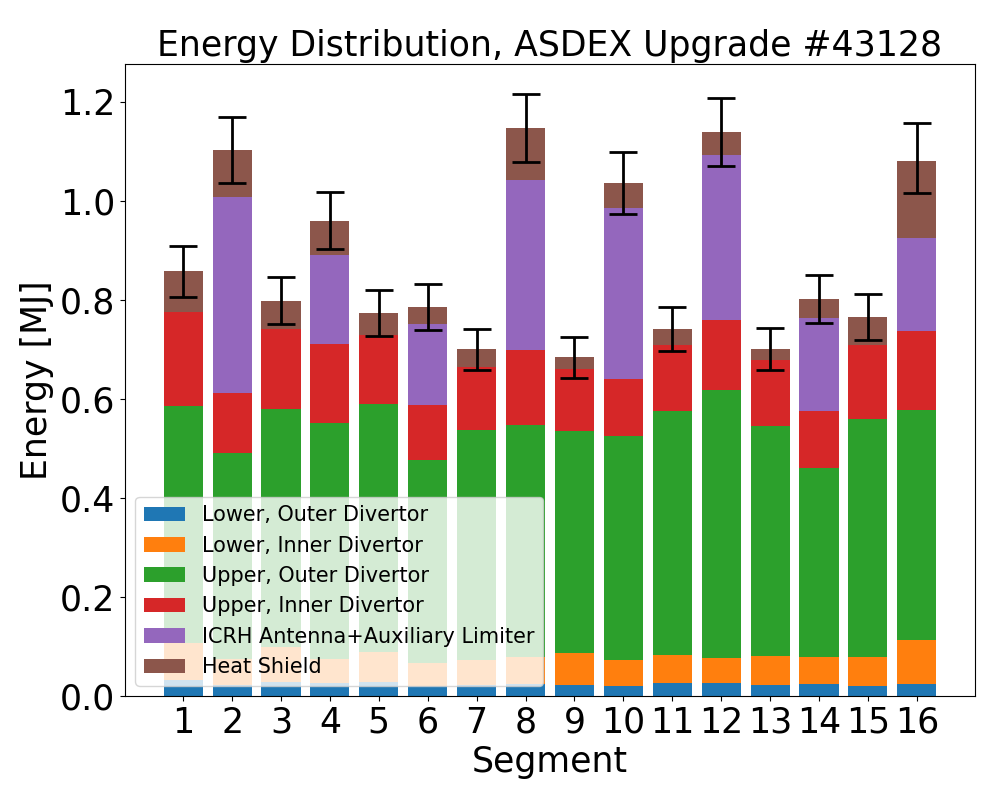 Energy Distribution, ASDEX Upgrade #43128
Energy [MJ]
1.2
1.0
0.8
0.6
0.4
0.2
0.0
Lower, Outer Divertor
Lower, Inner Divertor
Upper, Outer Divertor
Upper, Inner Divertor
ICRH Antenna+Auxiliary Limiter
Heat Shield
1 2 3 4 5 6 7 8 9 10 11 12 13 14 15 16
Segment